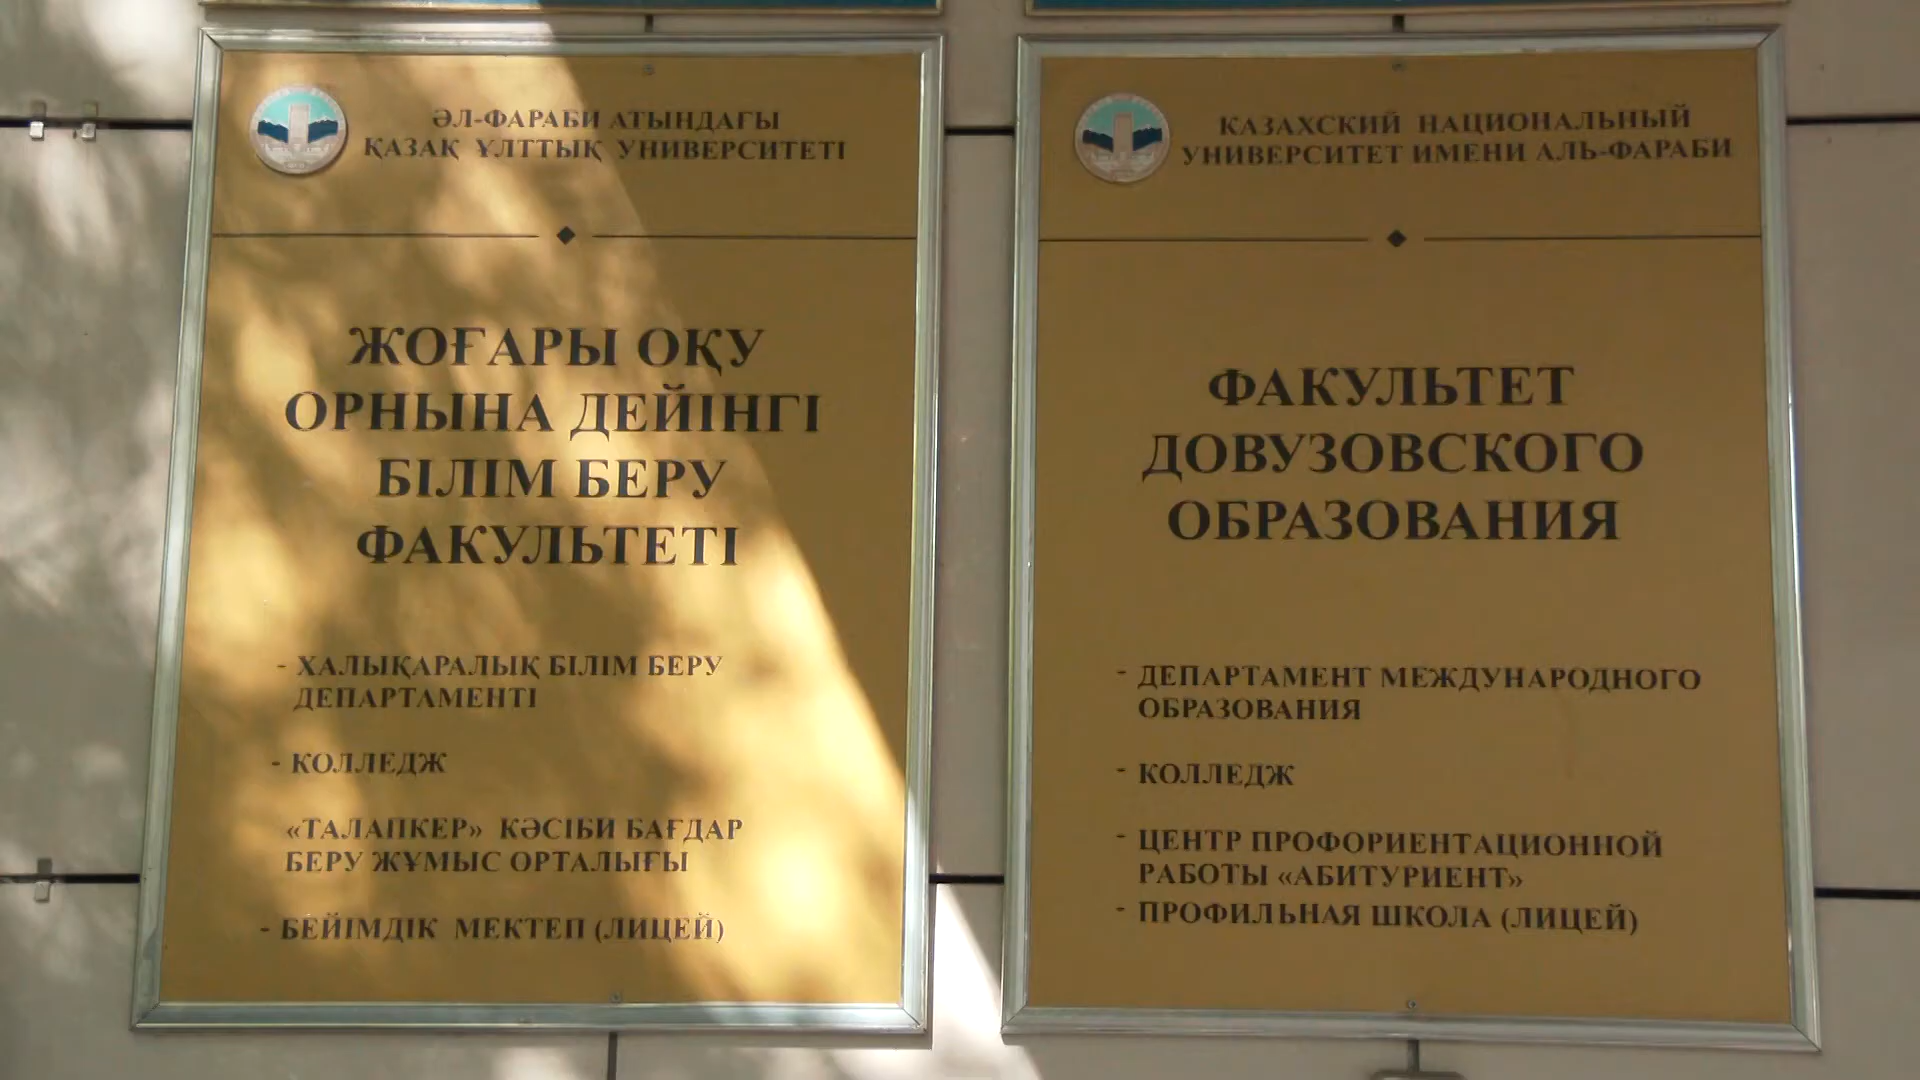 ӘЛ-ФАРАБИ АТЫНДАҒЫ
ҚАЗАҚ ҰЛТТЫҚ УНИВЕРСИТЕТІ
ЖОҒАРЫ ОҚУ
ОРНЫНА ДЕЙІНГІ
БІЛІМ БЕРУ
ФАКУЛЬТЕТІ
- ХАЛЫҚАРАЛЫҚ БІЛІМ БЕРУ
ДЕПАРТАМЕНТІ
- КОЛЛЕДЖ
«ТАЛАПКЕР» КӘСІБИ БАҒДАР
БЕРУ ЖҰМЫС ОРТАЛЫҒЫ
- БЕЙІМДІК МЕКТЕП (ЛИЦЕЙ)
КАЗАХСКИЙ НАЦИОНАЛЬНЫЙ
УНИВЕРСИТЕТ ИМЕНИ АЛЬ-ФАРАБИ
ФАКУЛЬТЕТ
ДОВУЗОВСКОГО
ОБРАЗОВАНИЯ
- ДЕПАРТАМЕНТ МЕЖДУНАРОДНОГО
ОБРАЗОВАНИЯ
- КОЛЛЕДЖ
- ЦЕНТР ПРОФОРИЕНТАЦИОННОЙ
РАБОТЫ «АБИТУРИЕНТ»
- ПРОФИЛЬНАЯ ШКОЛА (ЛИЦЕЙ)